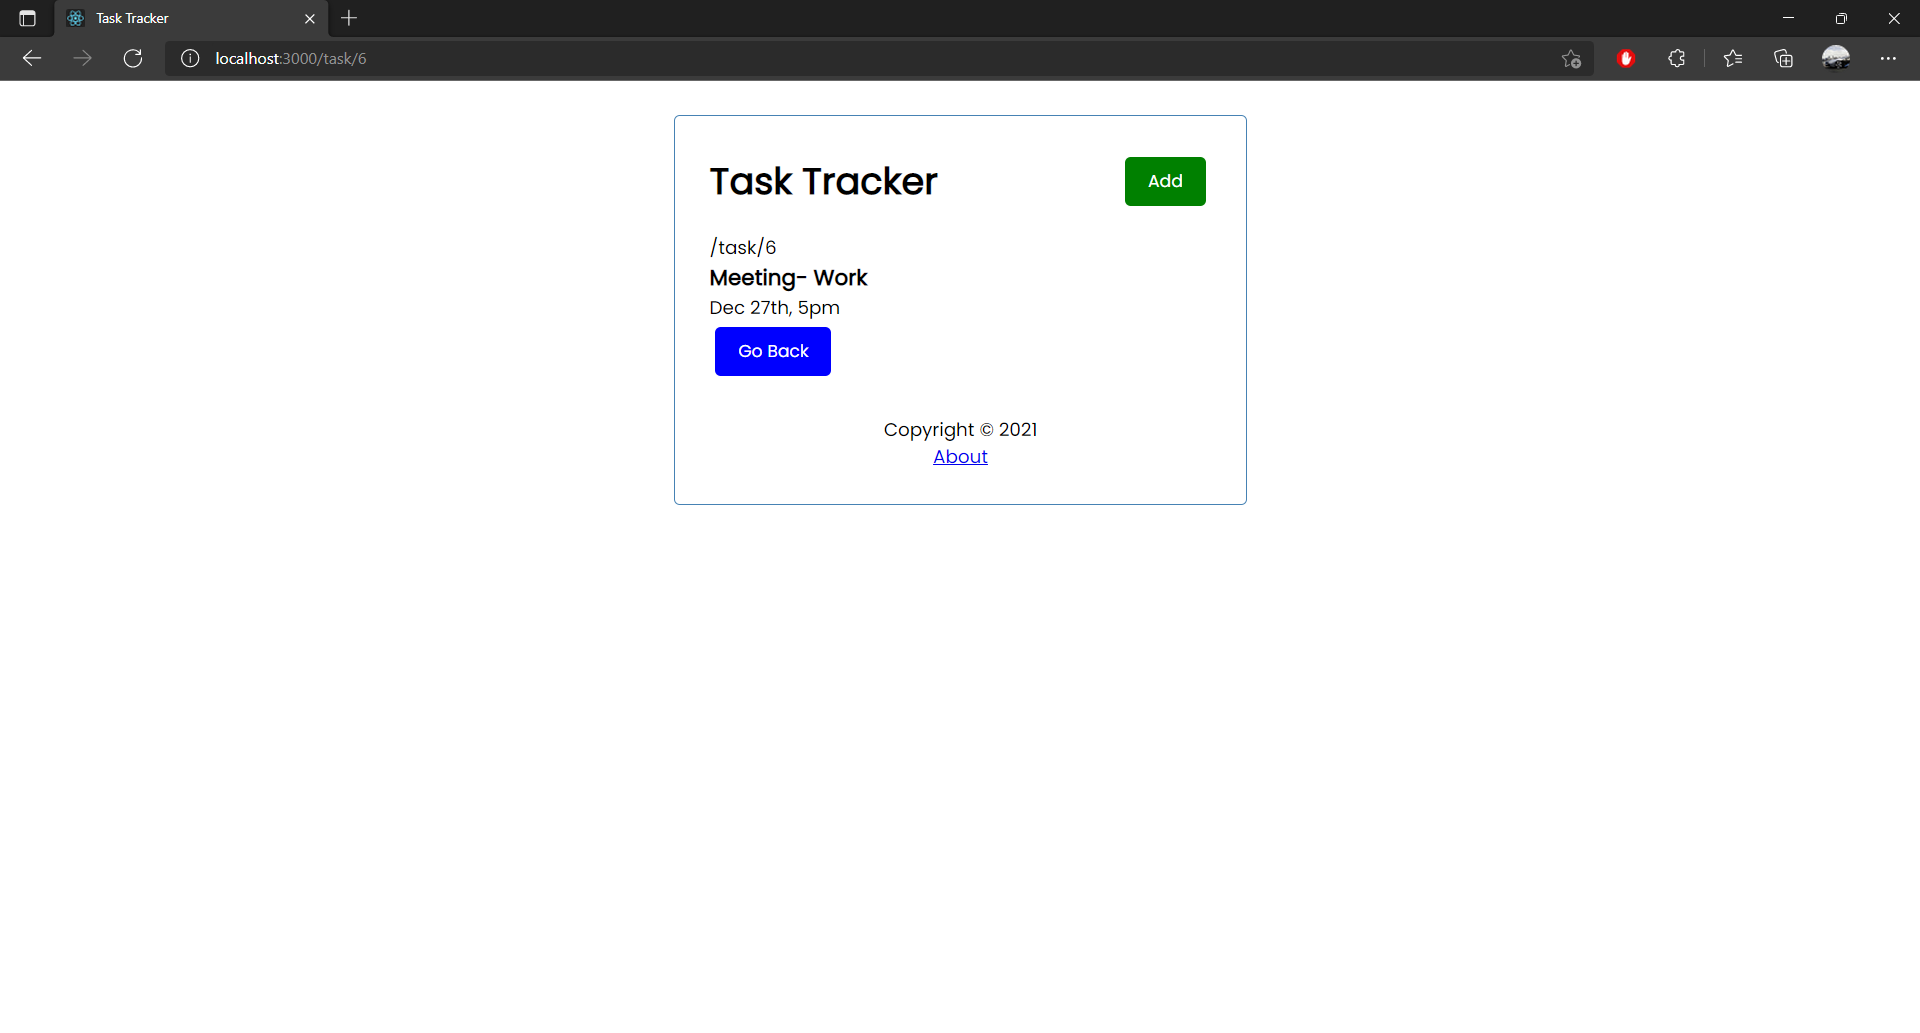 Task Tracker
localhost:3000/task/6
Task Tracker
Add
/task/6
Meeting- Work
Dec 27th, 5pm
Go Back
Copyright © 2021
About